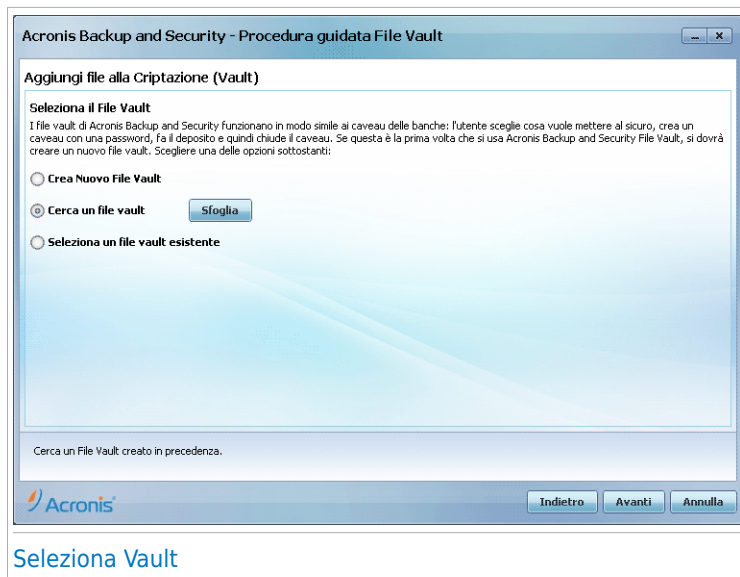 Acronis Backup and Security - Procedura guidata File Vault
Aggiungi file alla Criptazione (Vault)
Seleziona il File Vault
I file vault di Acronis Backup and Security funzionano in modo simile ai caveau delle banche: l'utente sceglie cosa vuole mettere al sicuro, crea un
caveau con una password, fa il deposito e quindi chiude il caveau. Se questa è la prima volta che si usa Acronis Backup and Security File Vault, si dovrà
creare un nuovo file vault. Scegliere una delle opzioni sottostanti:
Crea Nuovo File Vault
Cerca un file vault
Sfoglia
Seleziona un file vault esistente
Cerca un File Vault creato in precedenza.
Acronis
Indietro
Avanti
Annulla
Seleziona Vault